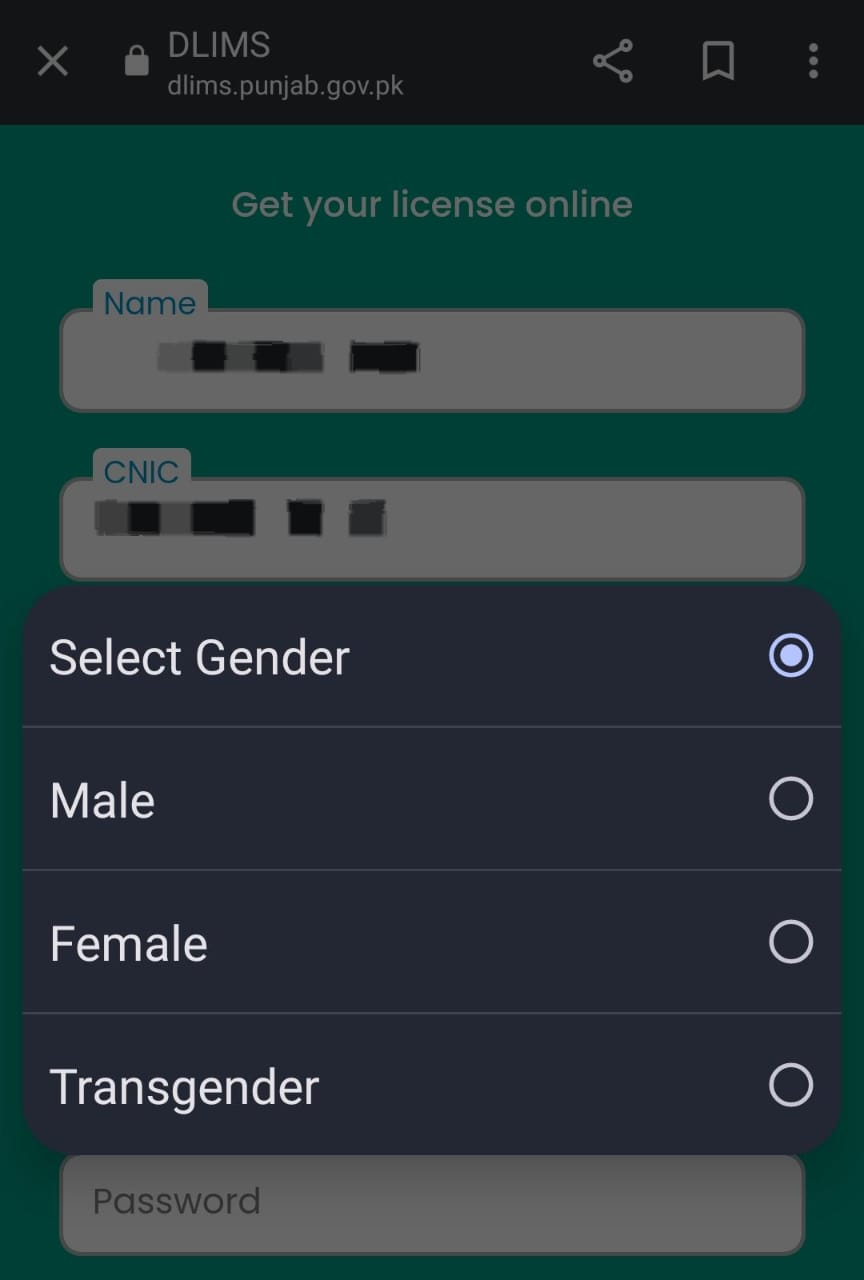 DLIMS
dlims.punjab.gov.pk
Get your license online
Name
CNIC
Select Gender
Male
Female
Transgender
Password